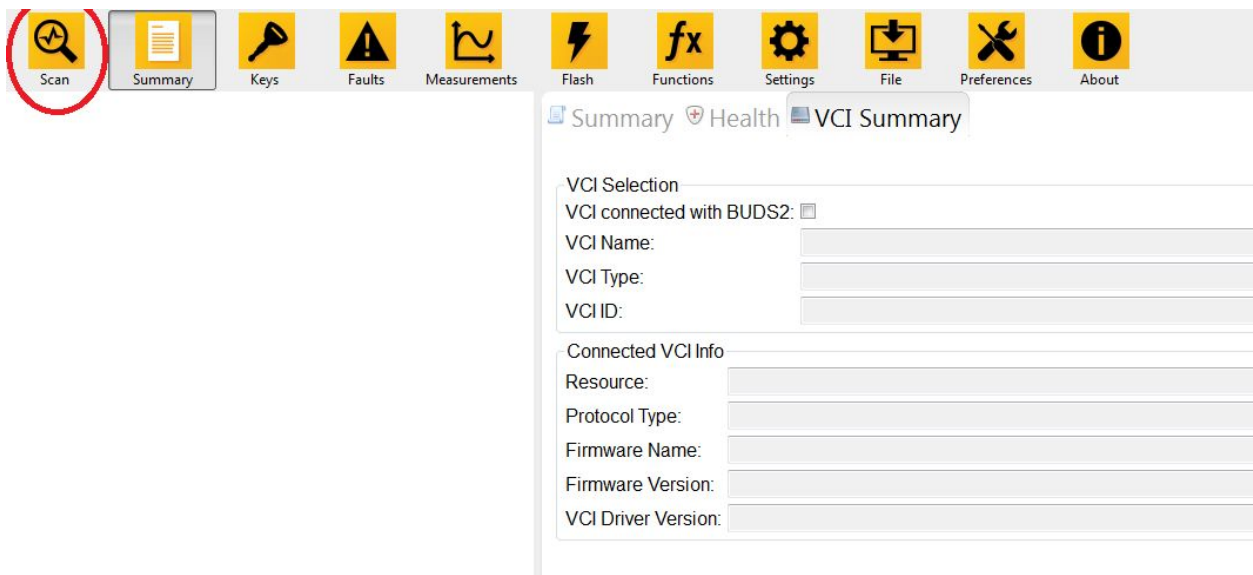 Scan Summary Keys Faults Measurements Flash Functions Settings File Preferences About
Summary Health VCI Summary
VCI Selection
VCI connected with BUDS2:
VCI Name:
VCI Type:
VCI ID:
Connected VCI Info
Resource:
Protocol Type:
Firmware Name:
Firmware Version:
VCI Driver Version: